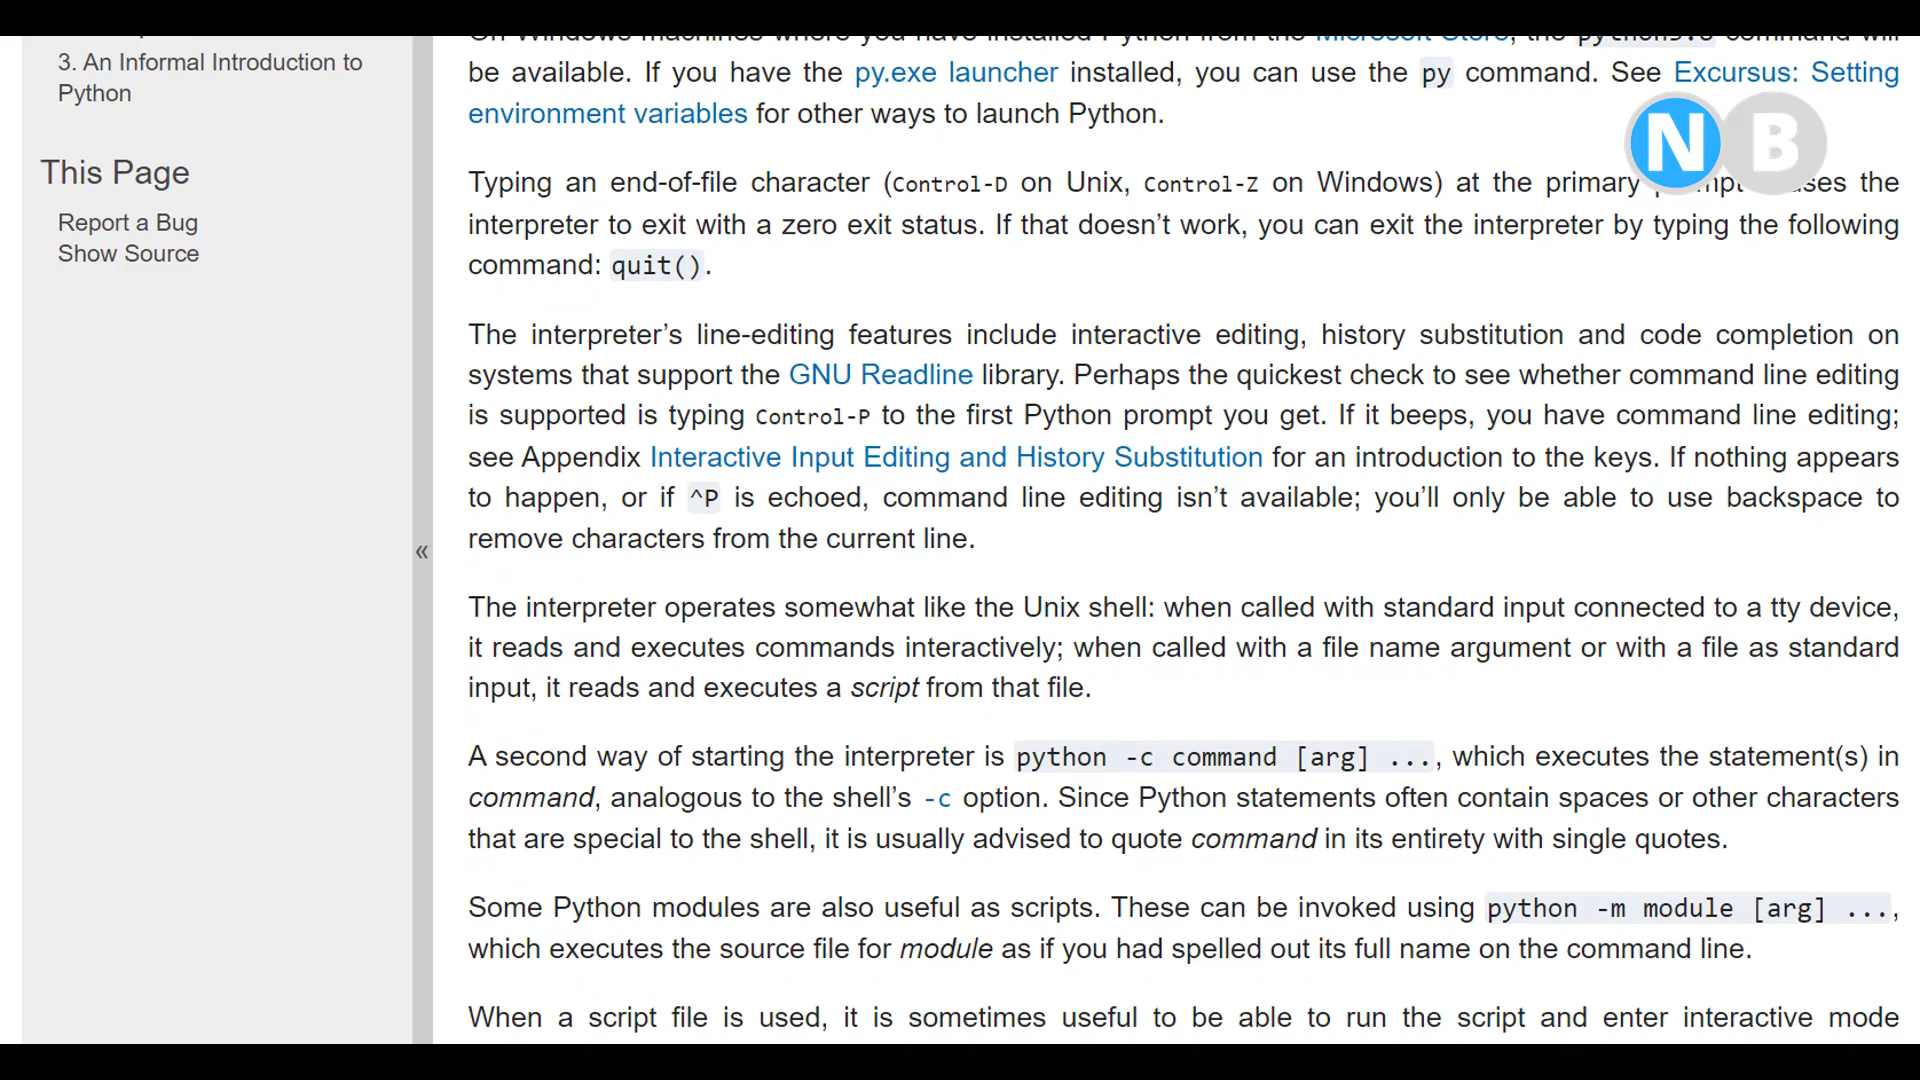 3. An Informal Introduction to
Python
This Page
Report a Bug
Show Source
«
On Windows machines where you have installed Python from the Microsoft Store, the command will
be available. If you have the py.exe launcher installed, you can use the py command. See Excursus: Setting
environment variables for other ways to launch Python.
N B
Typing an end-of-file character (Control-D on Unix, Control-Z on Windows) at the primary the
interpreter to exit with a zero exit status. If that doesn’t work, you can exit the interpreter by typing the following
command: quit().
The interpreter’s line-editing features include interactive editing, history substitution and code completion on
systems that support the GNU Readline library. Perhaps the quickest check to see whether command line editing
is supported is typing Control-P to the first Python prompt you get. If it beeps, you have command line editing;
see Appendix Interactive Input Editing and History Substitution for an introduction to the keys. If nothing appears
to happen, or if ^P is echoed, command line editing isn’t available; you’ll only be able to use backspace to
remove characters from the current line.
The interpreter operates somewhat like the Unix shell: when called with standard input connected to a tty device,
it reads and executes commands interactively; when called with a file name argument or with a file as standard
input, it reads and executes a script from that file.
A second way of starting the interpreter is python -c command [arg] ..., which executes the statement(s) in
command, analogous to the shell’s -c option. Since Python statements often contain spaces or other characters
that are special to the shell, it is usually advised to quote command in its entirety with single quotes.
Some Python modules are also useful as scripts. These can be invoked using python -m module [arg] ...,
which executes the source file for module as if you had spelled out its full name on the command line.
When a script file is used, it is sometimes useful to be able to run the script and enter interactive mode